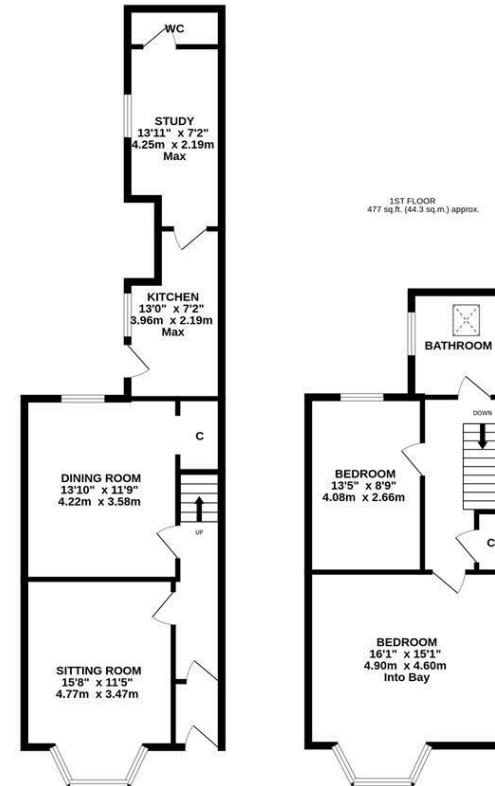 WC
STUDY
13'11" x 7'2"
4.25m x 2.19m
Max
KITCHEN
13'0" x 7'2"
3.96m x 2.19m
Max
C
DINING ROOM
13'10" x 11'9"
4.22m x 3.58m
UP
SITTING ROOM
15'8" x 11'5"
4.77m x 3.47m
1ST FLOOR
477 sq.ft. (44.3 sq.m.) approx.
BATHROOM
DOWN
BEDROOM
13'5" x 8'9"
4.08m x 2.66m
C
BEDROOM
16'1" x 15'1"
4.90m x 4.60m
Into Bay